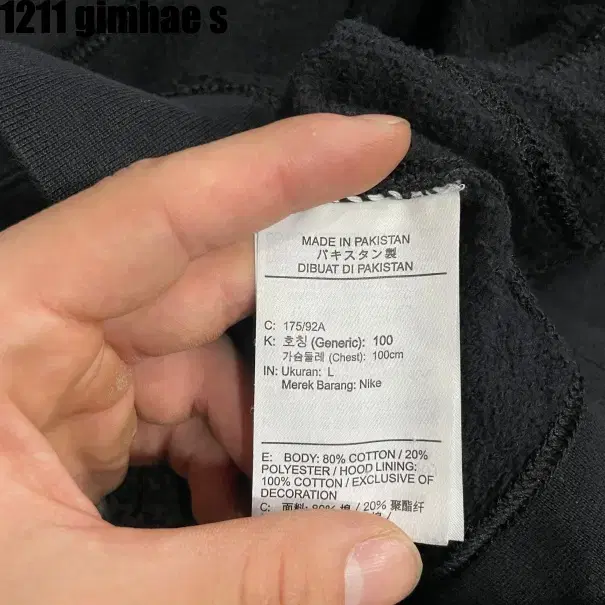 1211 gimhae s
MADE IN PAKISTAN
パキスタン製
DIBUAT DI PAKISTAN
C: 175/92A
K: 호칭 (Generic): 100
가슴둘레 (Chest): 100cm
IN: Ukuran: L
Merek Barang: Nike
E: BODY: 80% COTTON / 20%
POLYESTER / HOOD LINING:
100% COTTON / EXCLUSIVE OF
DECORATION
C: 面料: 80% 棉 / 20% 聚酯纤